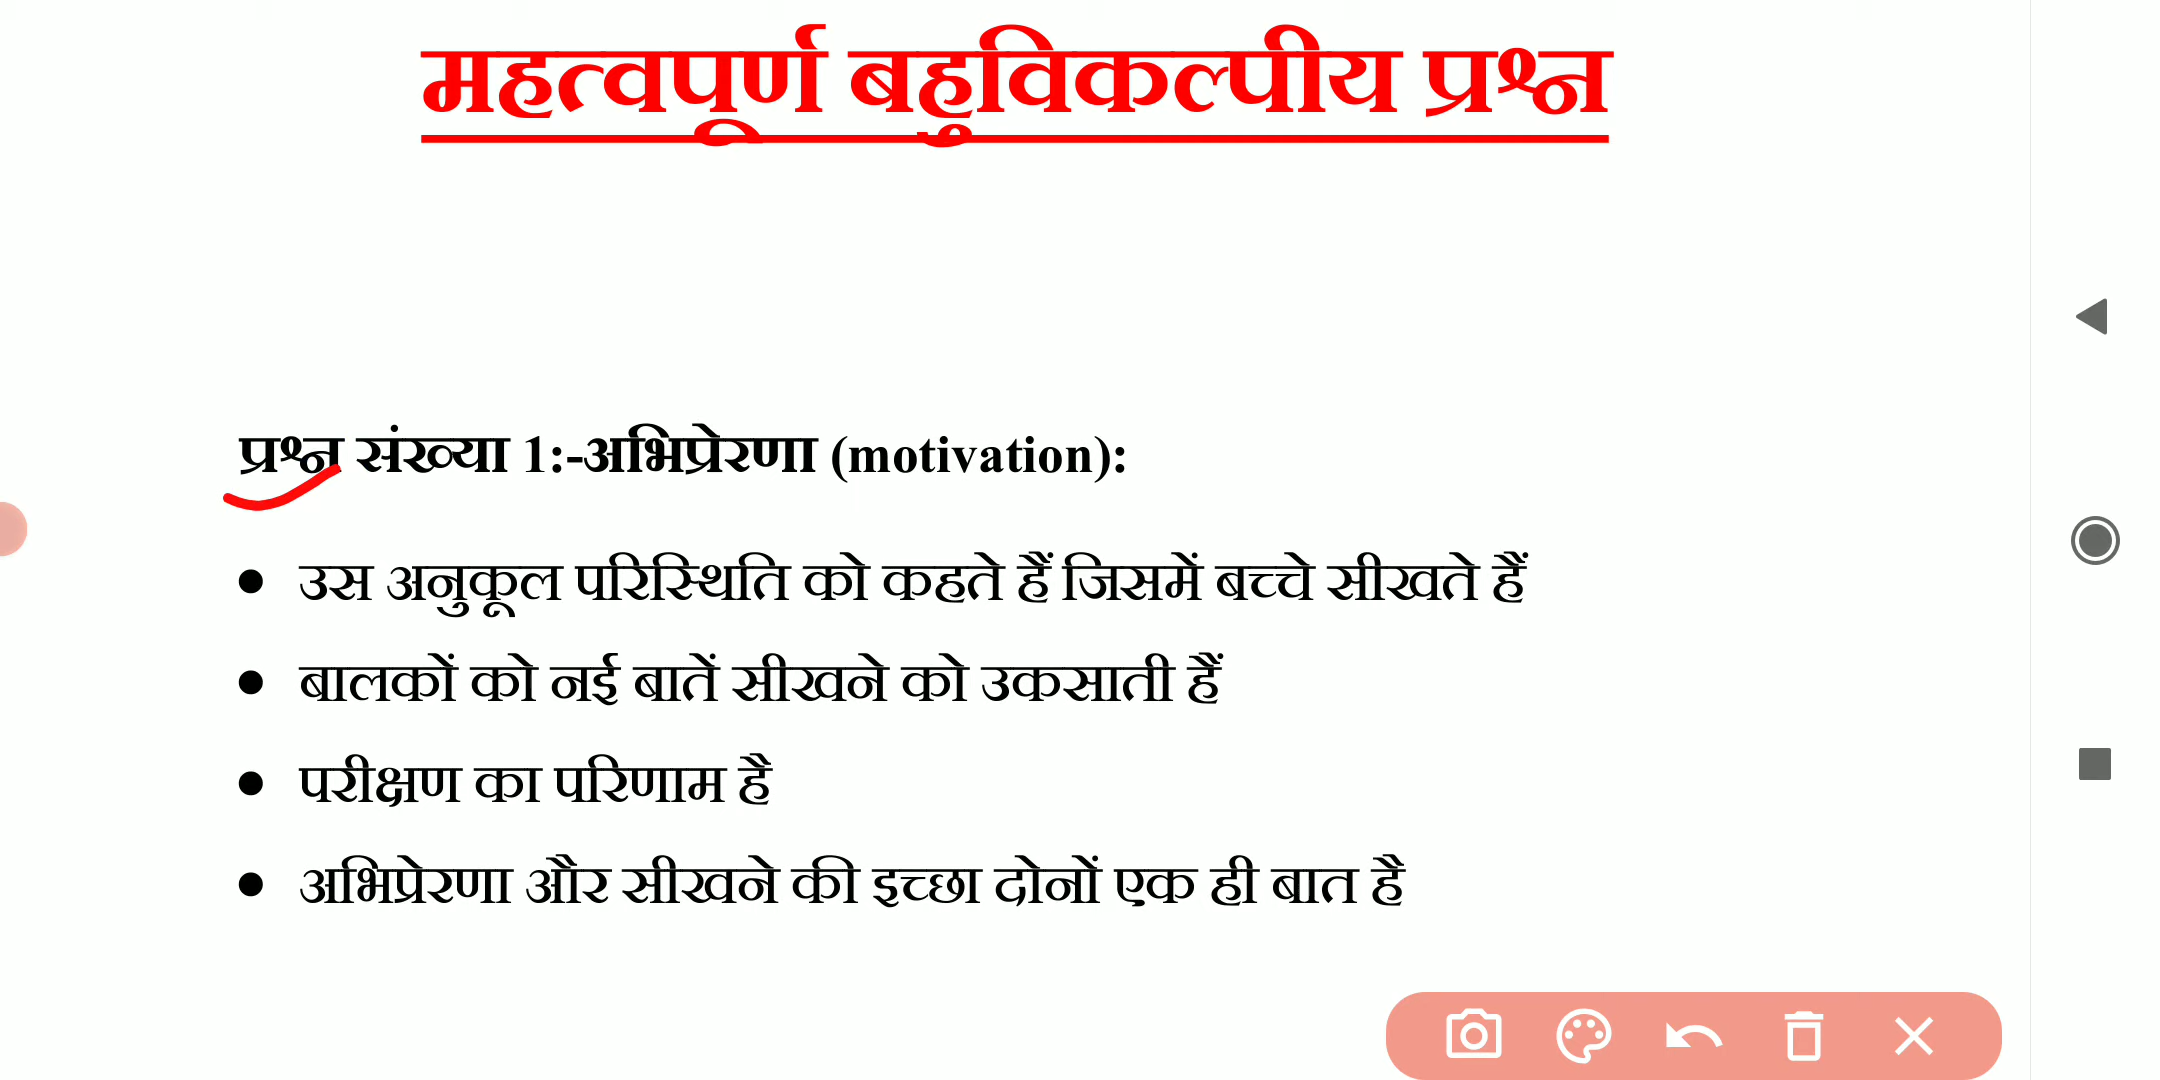 महत्वपूर्ण बहुविकल्पीय प्रश्न
प्रश्न संख्या 1:-अभिप्रेरणा (motivation):
● उस अनुकूल परिस्थिति को कहते हैं जिसमें बच्चे सीखते हैं
● बालकों को नई बातें सीखने को उकसाती हैं
● परीक्षण का परिणाम है
● अभिप्रेरणा और सीखने की इच्छा दोनों एक ही बात है